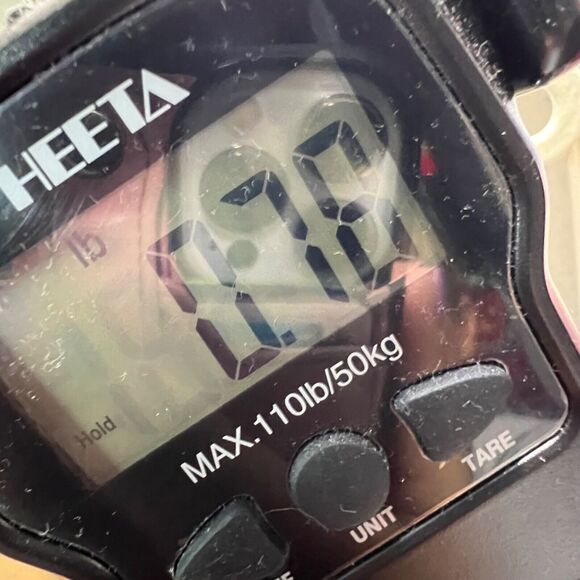 HEETA
lb
Hold
MAX.110lb/50kg
TARE
UNIT